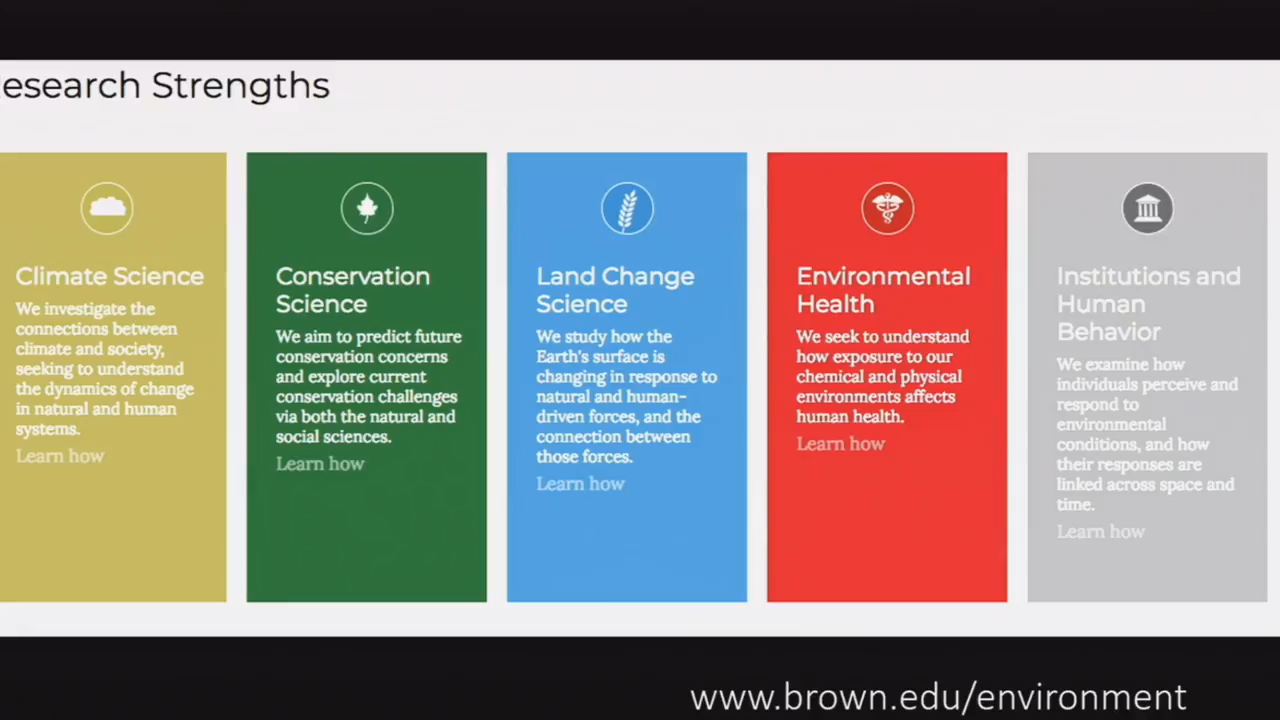 esearch Strengths
Climate Science
We investigate the
connections between
climate and society,
seeking to understand
the dynamics of change
in natural and human
systems.
Learn how
Conservation
Science
We aim to predict future
conservation concerns
and explore current
conservation challenges
via both the natural and
social sciences.
Learn how
Land Change
Science
We study how the
Earth's surface is
changing in response to
natural and human-
driven forces, and the
connection between
those forces.
Learn how
Environmental
Health
We seek to understand
how exposure to our
chemical and physical
environments affects
human health.
Learn how
Institutions and
Human
Behavior
We examine how
individuals perceive and
respond to
environmental
conditions, and how
their responses are
linked across space and
time.
Learn how
www.brown.edu/environment